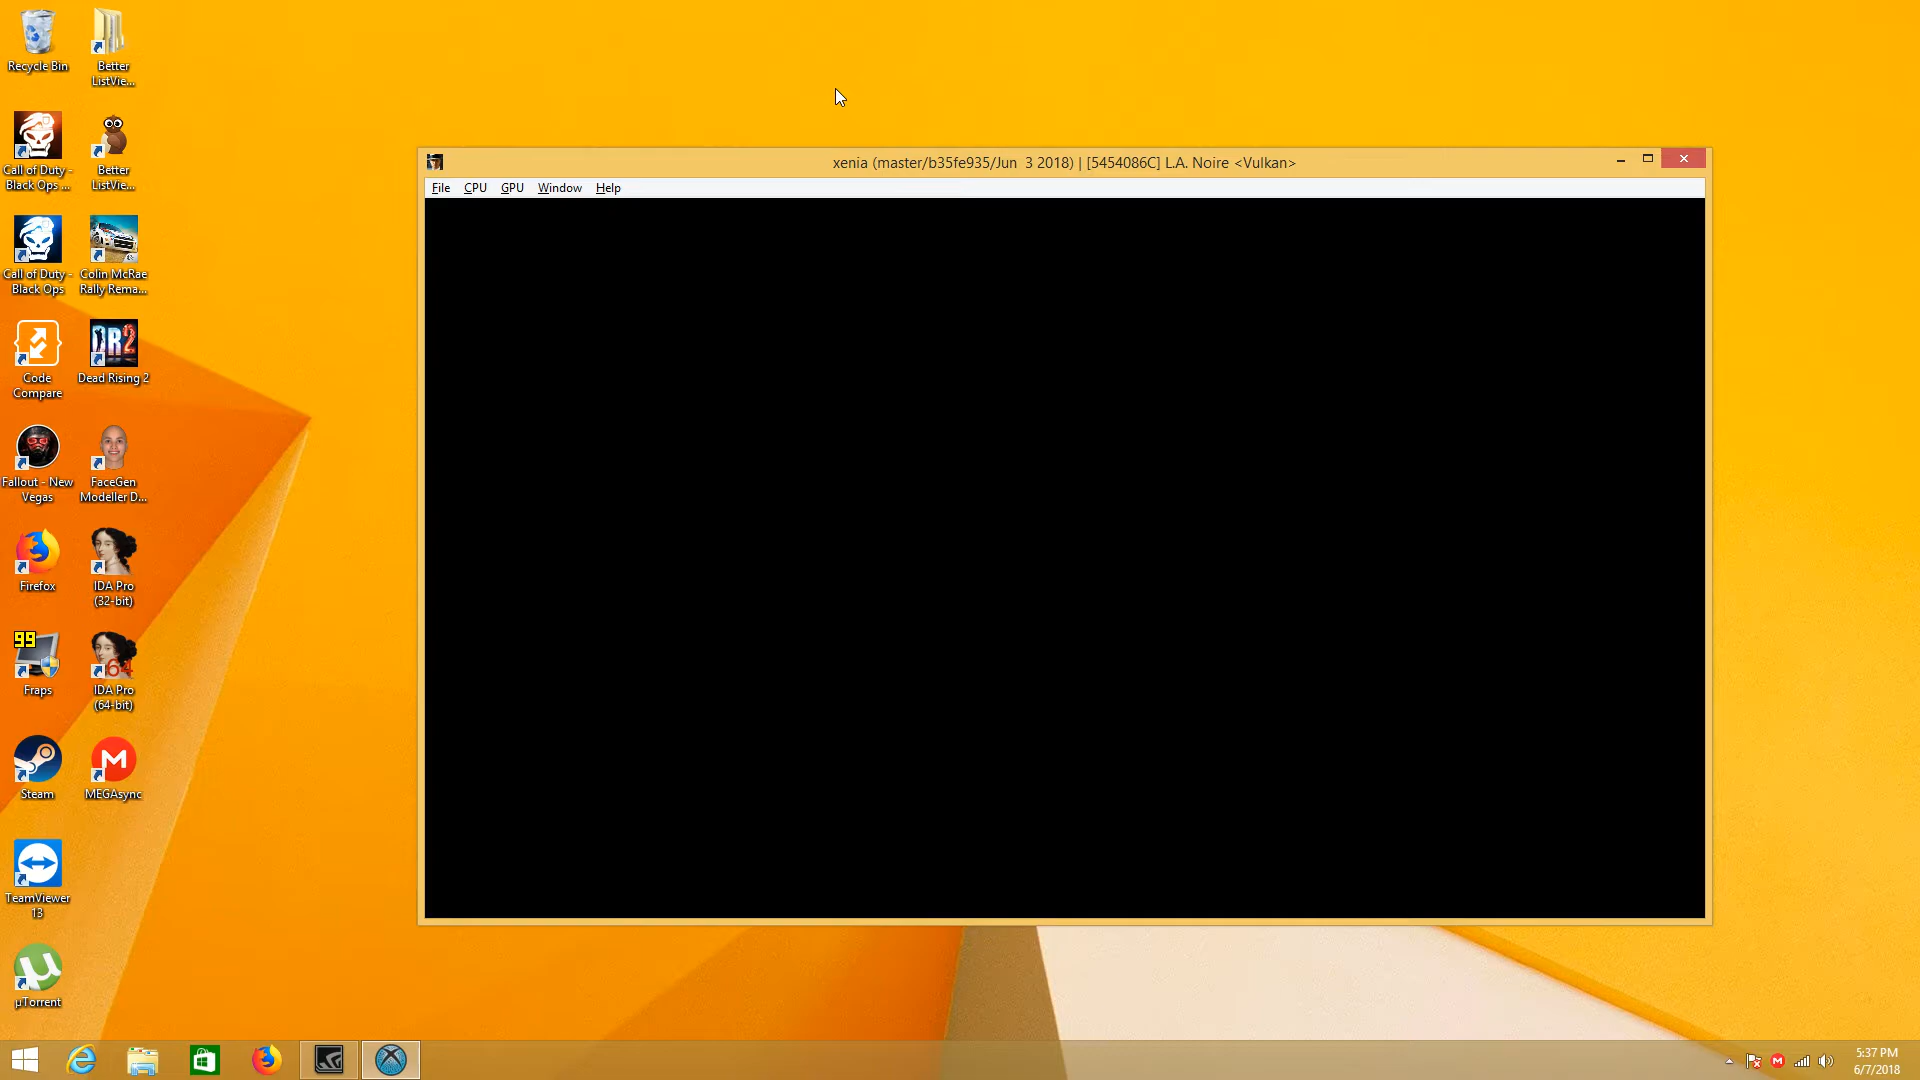 Recycle Bin
Better
ListVie...
Call of Duty -
Black Ops ...
Better
ListVie...
Call of Duty -
Black Ops
Colin McRae
Rally Rema...
Code
Compare
DR2
Dead Rising 2
Fallout - New
Vegas
FaceGen
Modeller D...
Firefox
IDA Pro
(32-bit)
99
Fraps
64
IDA Pro
(64-bit)
Steam
M
MEGAsync
TeamViewer
13
µTorrent
xenia (master/b35fe935/Jun  3 2018) | [5454086C] L.A. Noire <Vulkan>
File CPU GPU Window Help
M
5:37 PM
6/7/2018